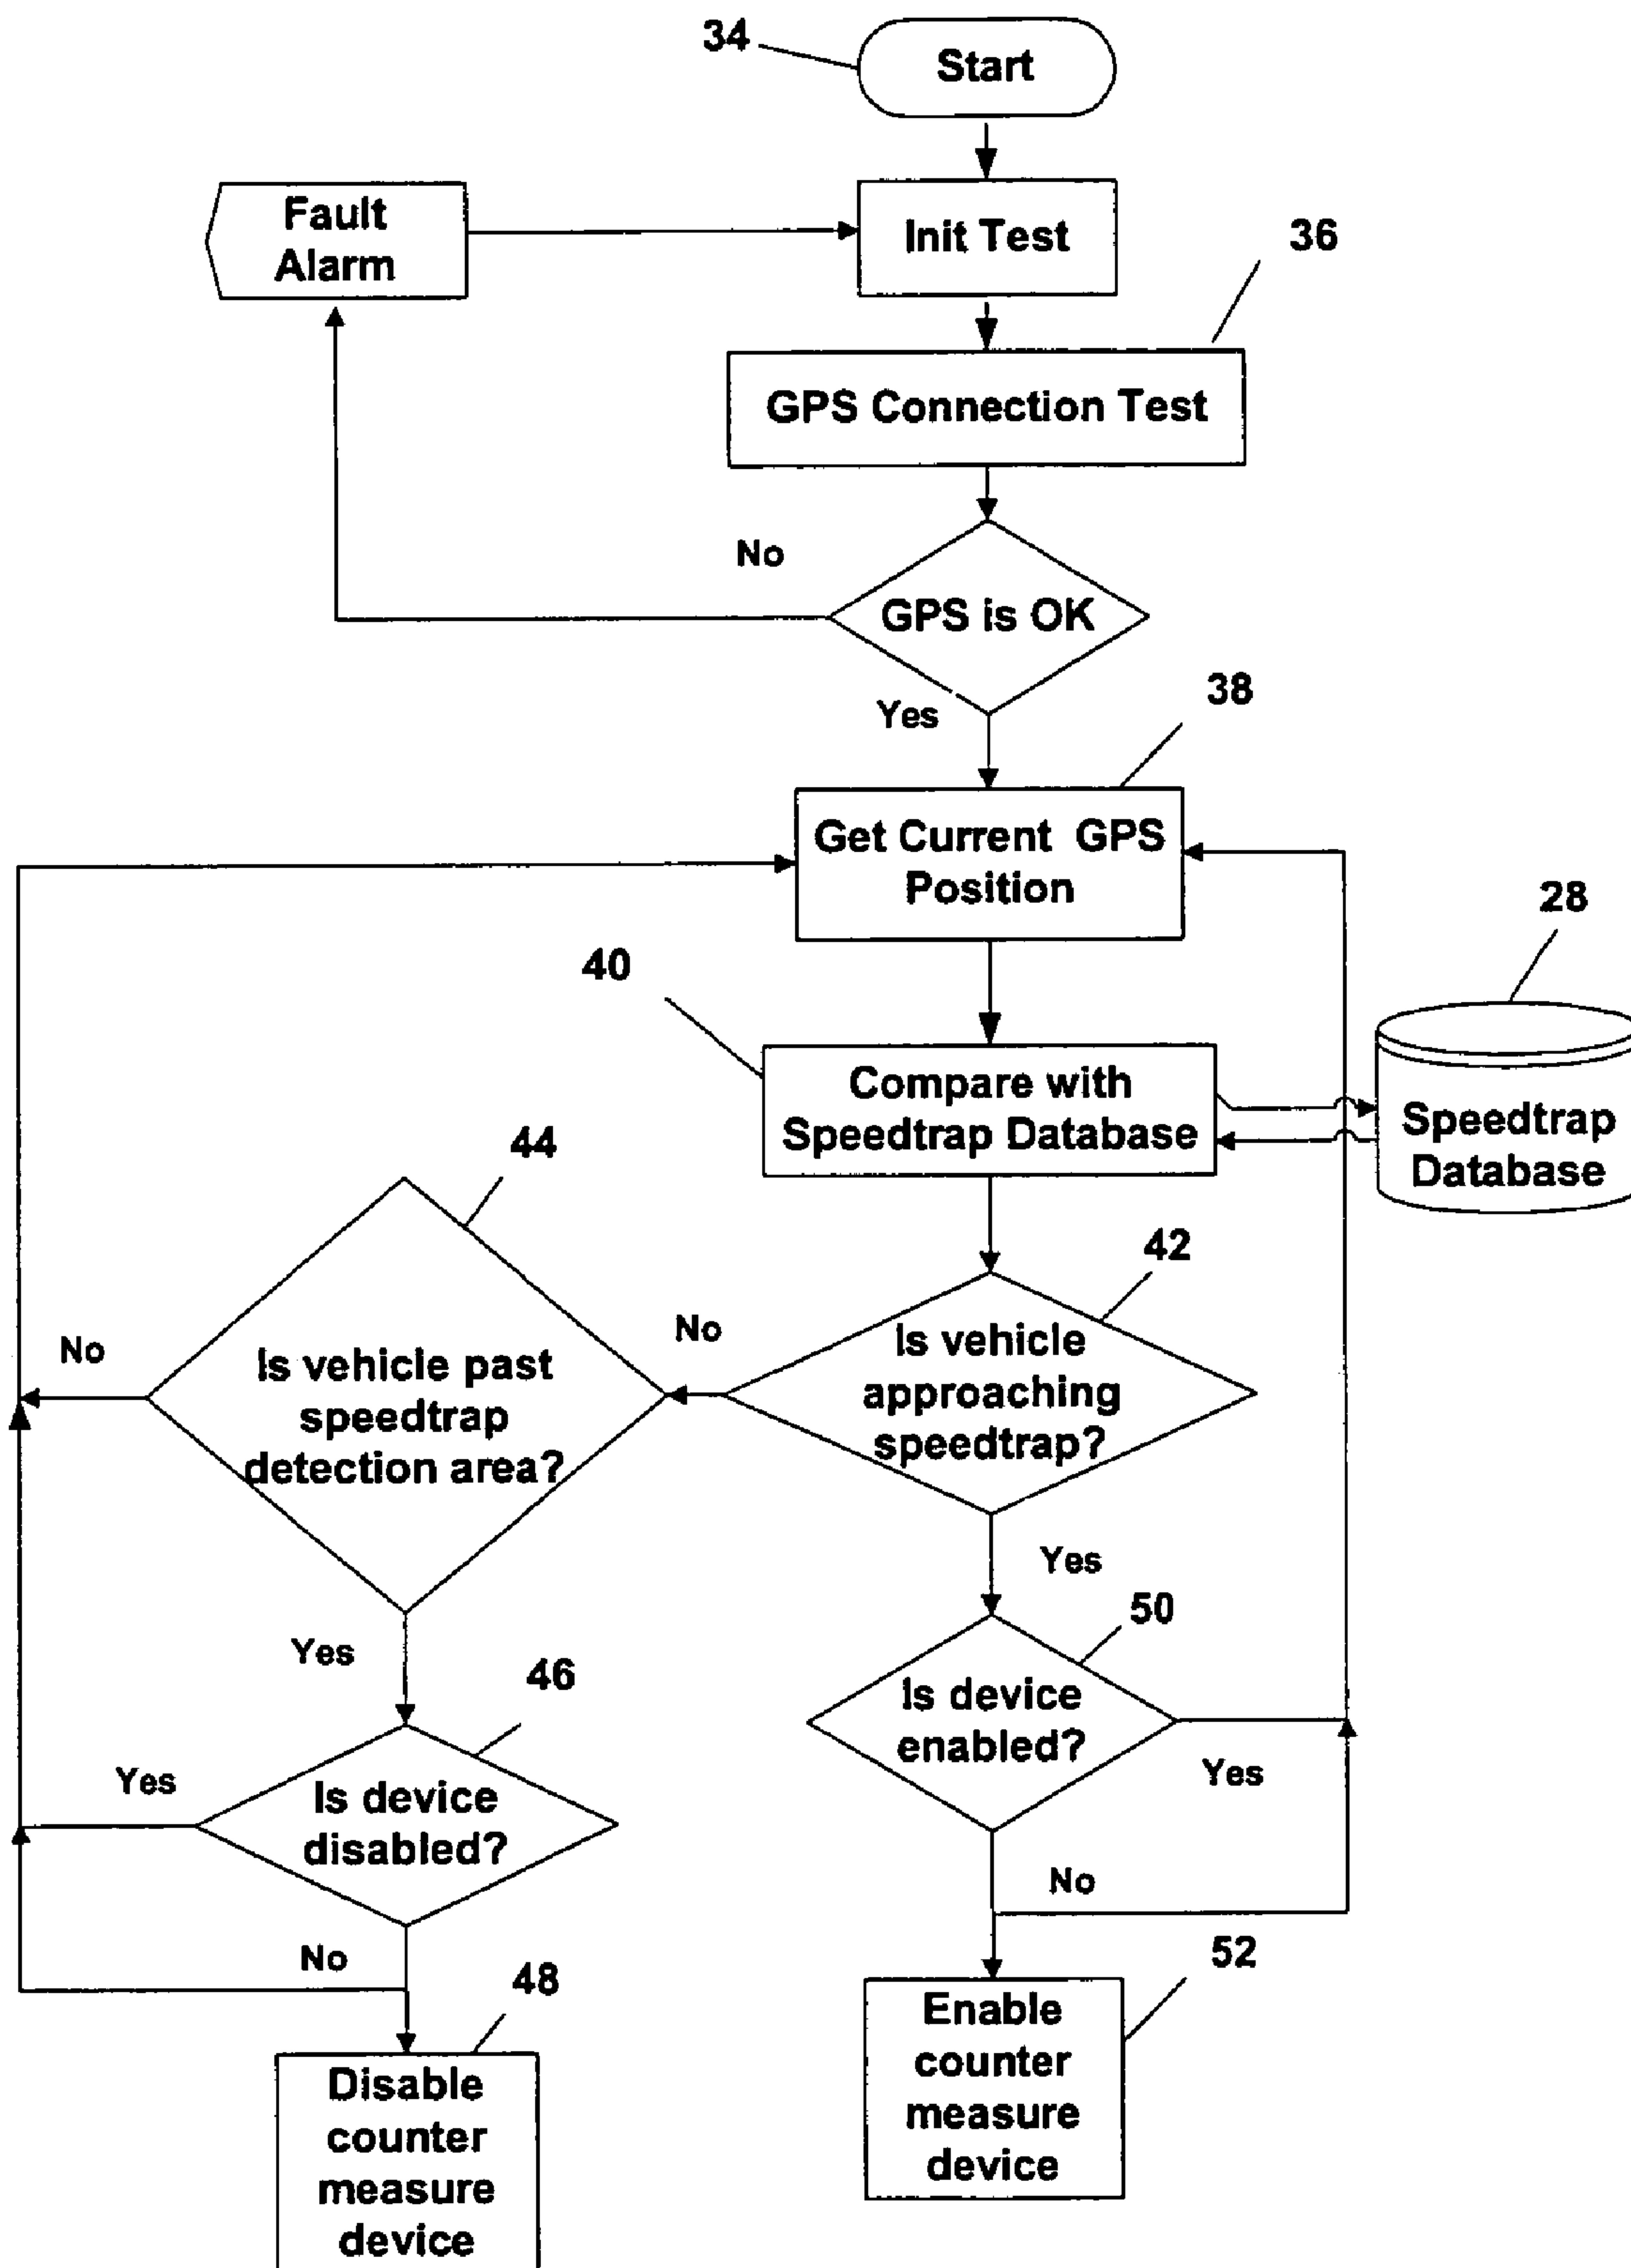 34
Start
Fault
Alarm
Init Test
36
GPS Connection Test
No
GPS is OK
Yes
38
Get Current GPS
Position
28
40
Compare with
Speedtrap Database
Speedtrap
Database
44
42
No
Is vehicle past
speedtrap
detection area?
No
Is vehicle
approaching
speedtrap?
Yes
Yes
50
46
Is device
enabled?
Yes
Yes
Is device
disabled?
No
No
52
48
Enable
counter
measure
device
Disable
counter
measure
device